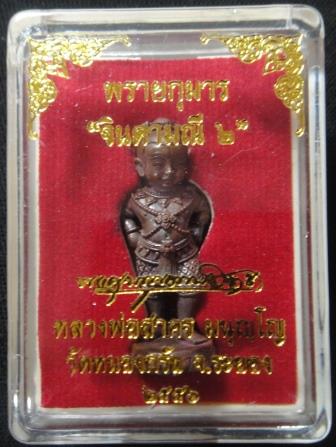 พรายกุมาร
"จินดามณี ๒"
หลวงพ่อสาคร มนุญโญ
วัดหนองกรับ จ.ระยอง
๒๕๕๖